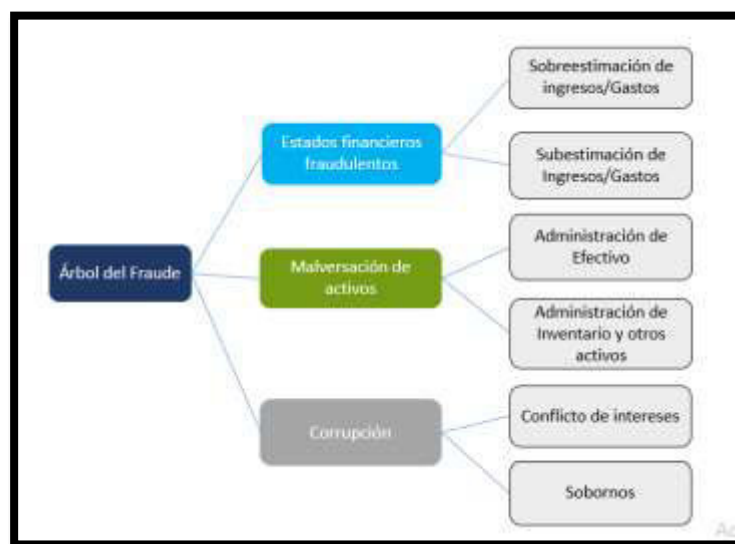 Sobreestimación de
ingresos/Gastos
Estados financieros
fraudulentos
Subestimación de
Ingresos/Gastos
Árbol del Fraude
Malversación de
activos
Administración de
Efectivo
Administración de
Inventario y otros
activos
Corrupción
Conflicto de intereses
Sobornos